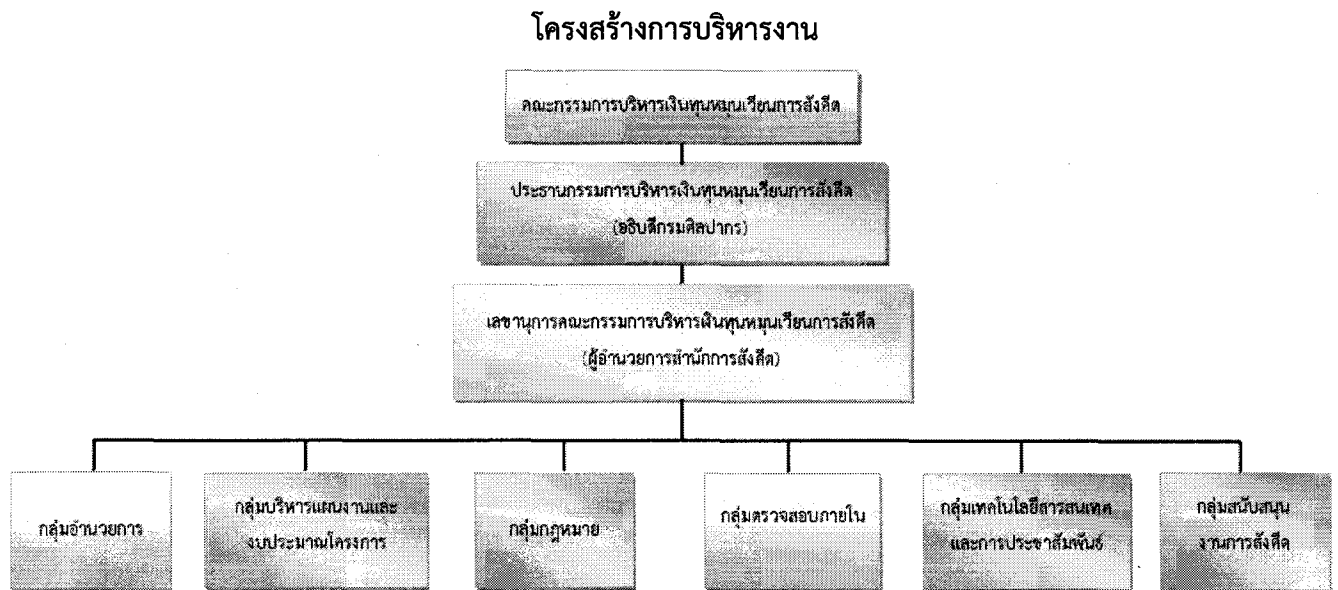 โครงสร้างการบริหารงาน
คณะกรรมการบริหารเงินทุนหมุนเวียนการสังคีต
ประธานกรรมการบริหารเงินทุนหมุนเวียนการสังคีต
(อธิบดีกรมศิลปากร)
เลขานุการคณะกรรมการบริหารเงินทุนหมุนเวียนการสังคีต
(ผู้อำนวยการสำนักการสังคีต)
กลุ่มอำนวยการ
กลุ่มบริหารแผนงานและ
งบประมาณโครงการ
กลุ่มกฎหมาย
กลุ่มตรวจสอบภายใน
กลุ่มเทคโนโลยีสารสนเทศ
และการประชาสัมพันธ์
กลุ่มสนับสนุน
งานการสังคีต